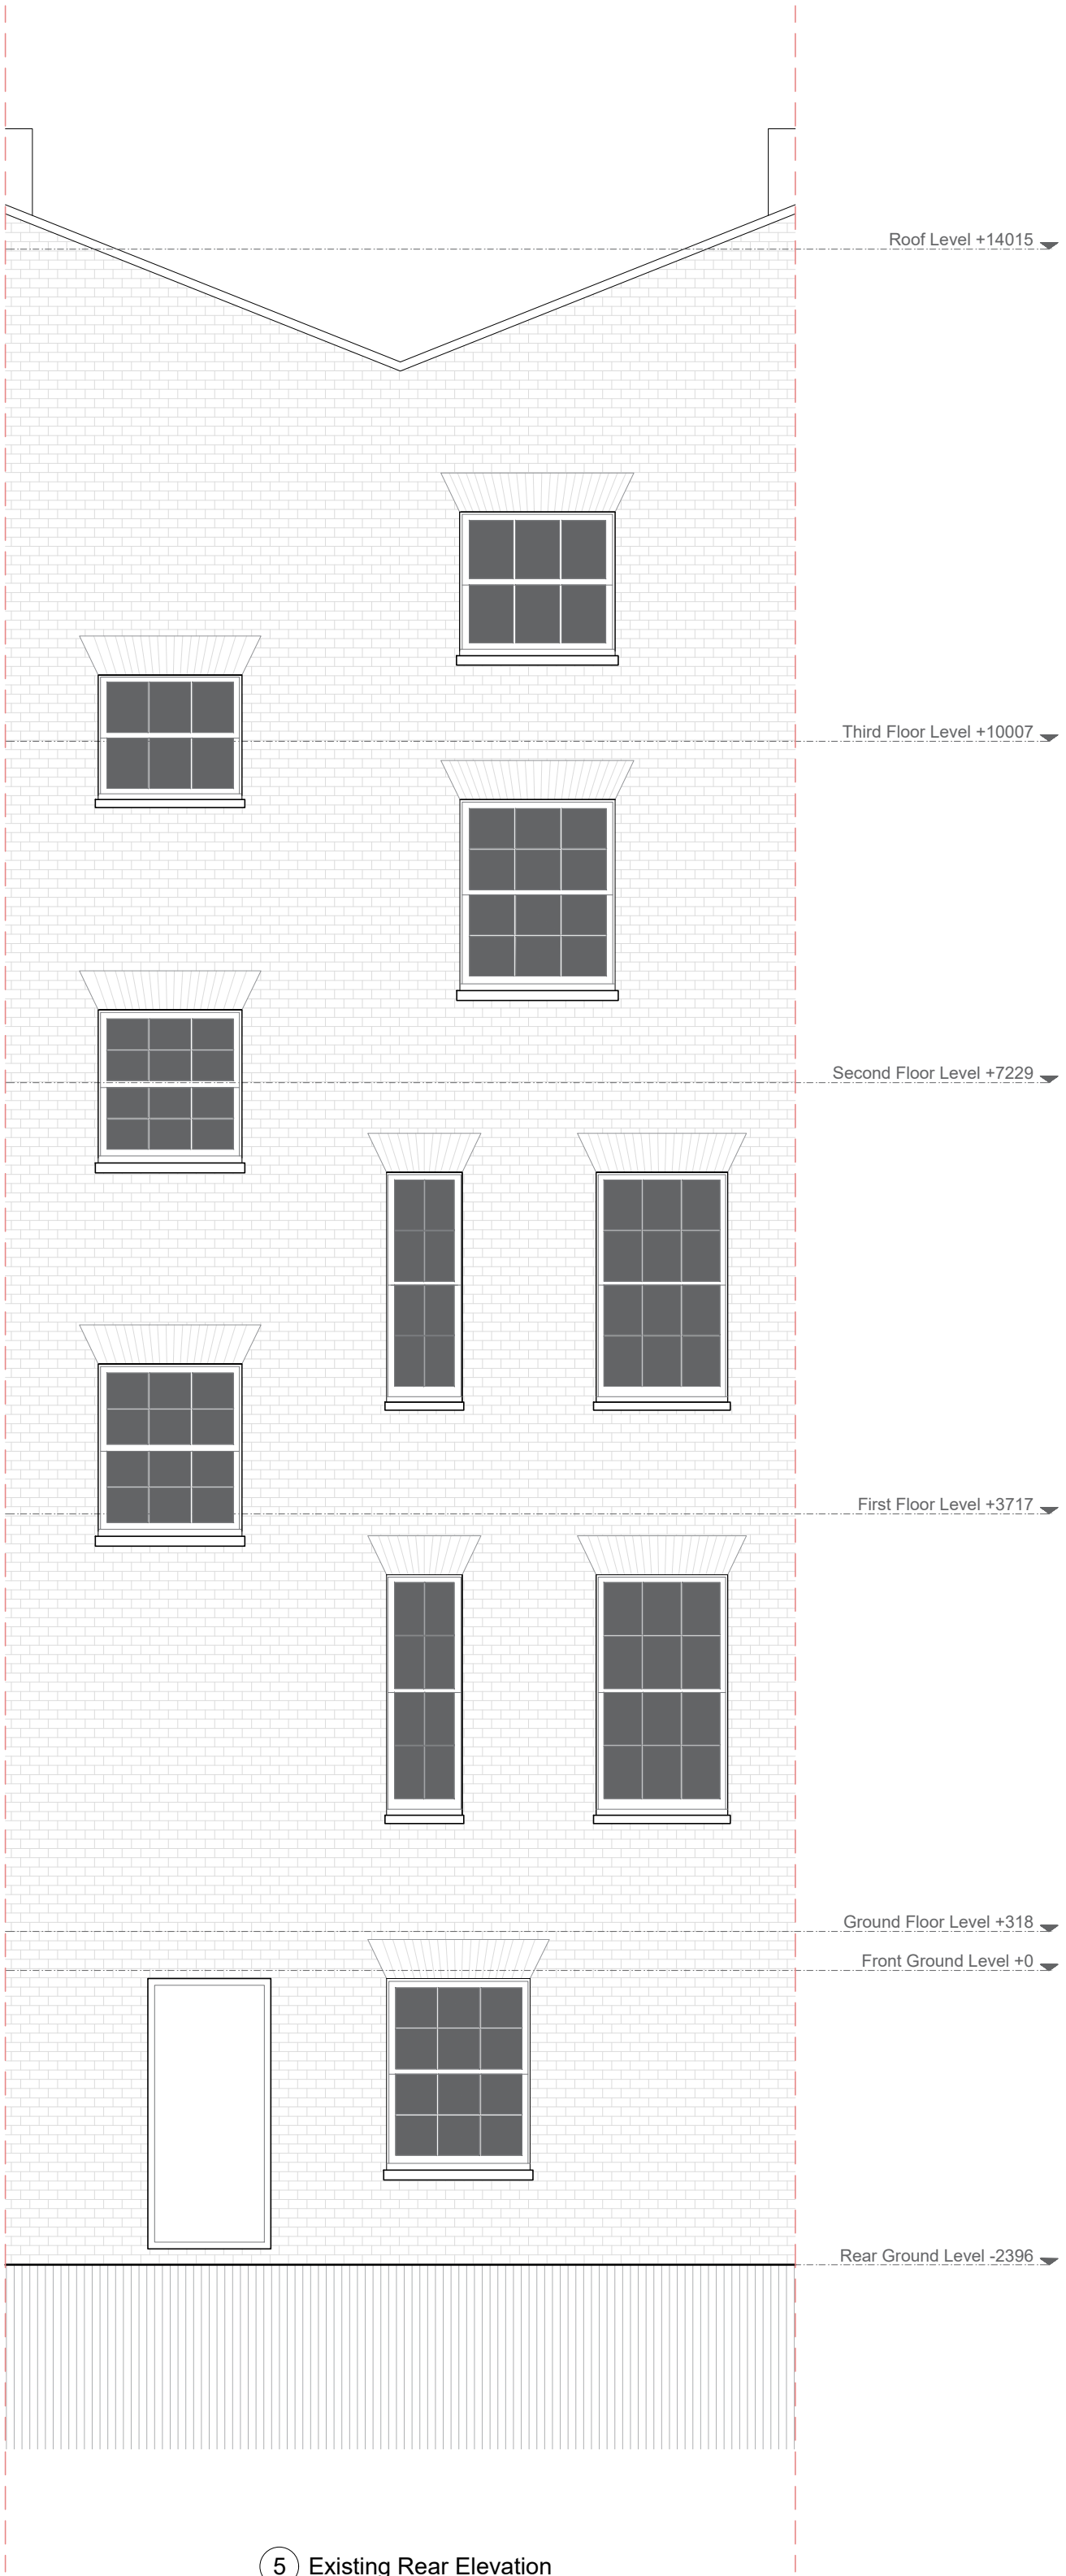 Roof Level +14015
Third Floor Level +10007
Second Floor Level +7229
First Floor Level +3717
Ground Floor Level +318
Front Ground Level +0
Rear Ground Level -2396
5 Existing Rear Elevation